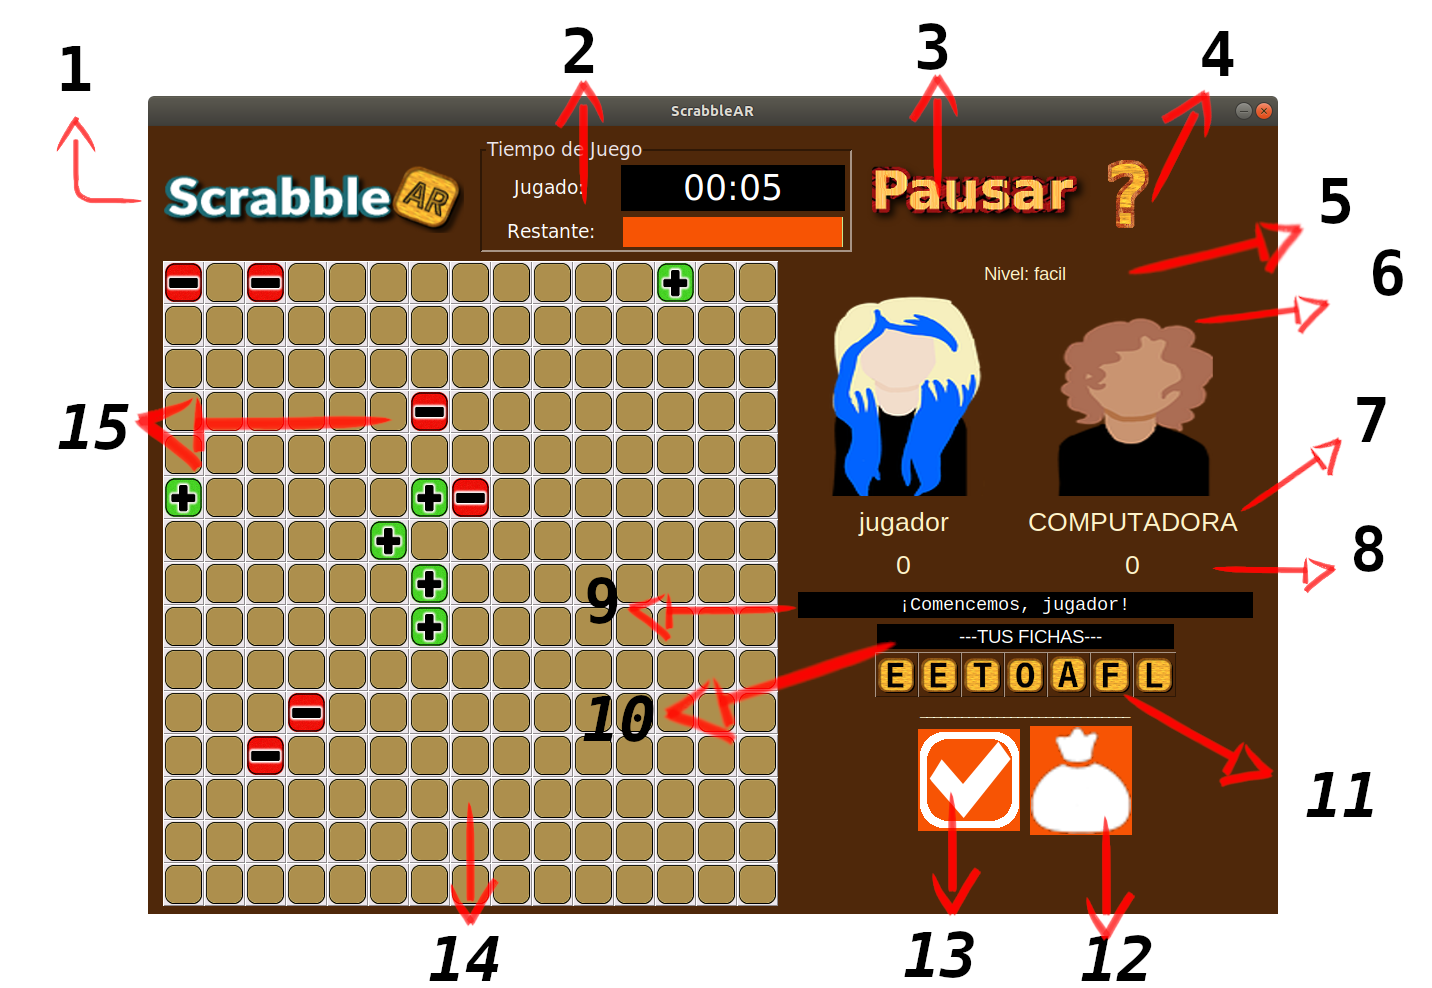 1
2
3
4
ScrabbleAR
Tiempo de Juego
Scrabble AR
Jugado:
00:05
Pausar ?
Restante:
5
Nivel: facil
6
7
15
jugador
COMPUTADORA
0
0
8
9
¡Comencemos, jugador!
---TUS FICHAS---
E E T O A F L
10
11
14
13
12